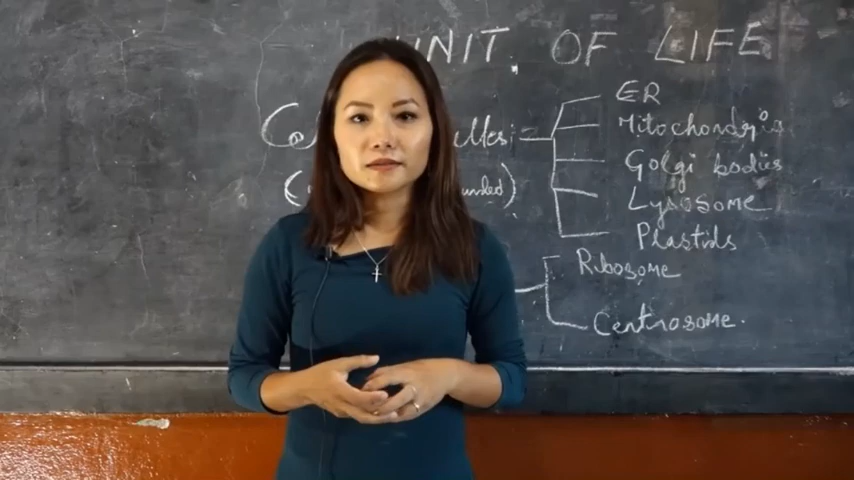 UNIT OF LIFE
ER
Mitochondria
Golgi bodies
Lysosome
Plastids
Ribosome
Centrosome.